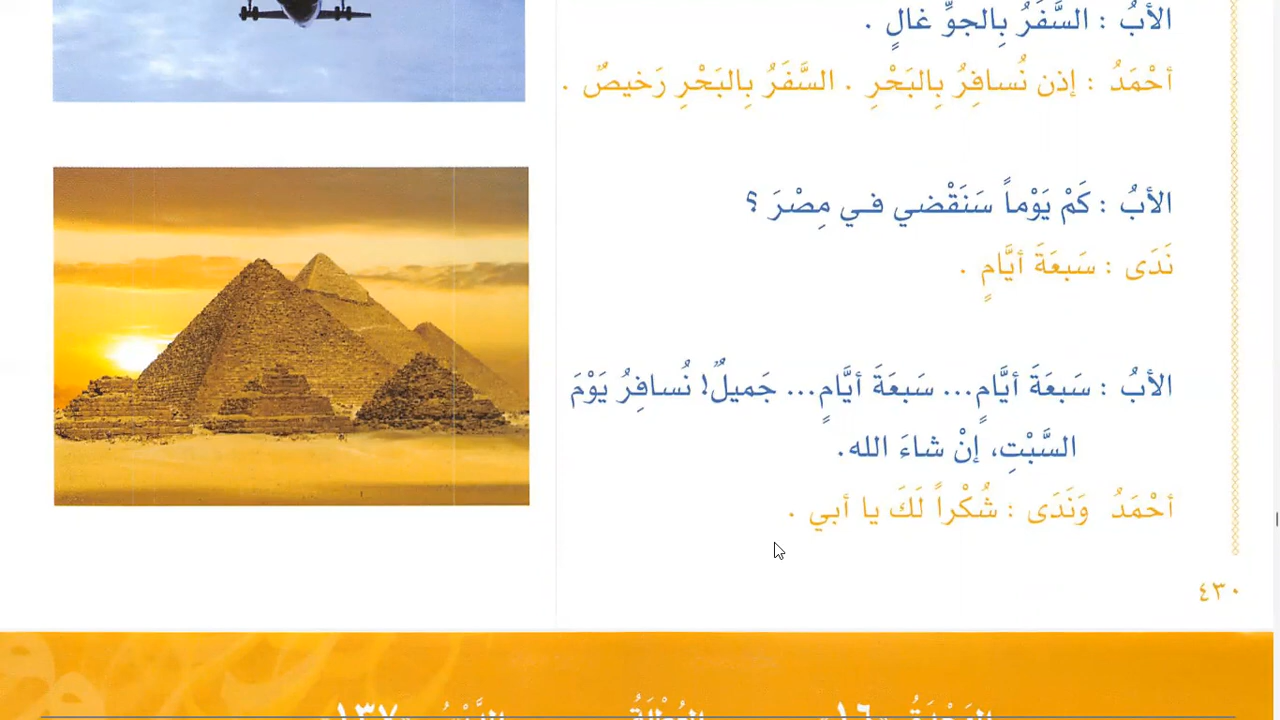 الأبُ : السَّفَرُ بِالجوِّ غالٍ .
أحْمَدُ : إذن نُسافِرُ بِالبَحْرِ . السَّفَرُ بِالبَحْرِ رَخيصٌ .
الأبُ : كَمْ يَوْماً سَنَقْضي في مِصْرَ ؟
نَدَى : سَبعَةَ أيَّامٍ .
الأبُ : سَبعَةَ أيَّامٍ... سَبعَةَ أيَّامٍ... جَميلٌ! نُسافِرُ يَوْمَ
السَّبْتِ، إنْ شاءَ الله.
أحْمَدُ وَنَدَى : شُكْراً لَكَ يا أبي .
٤٣٠